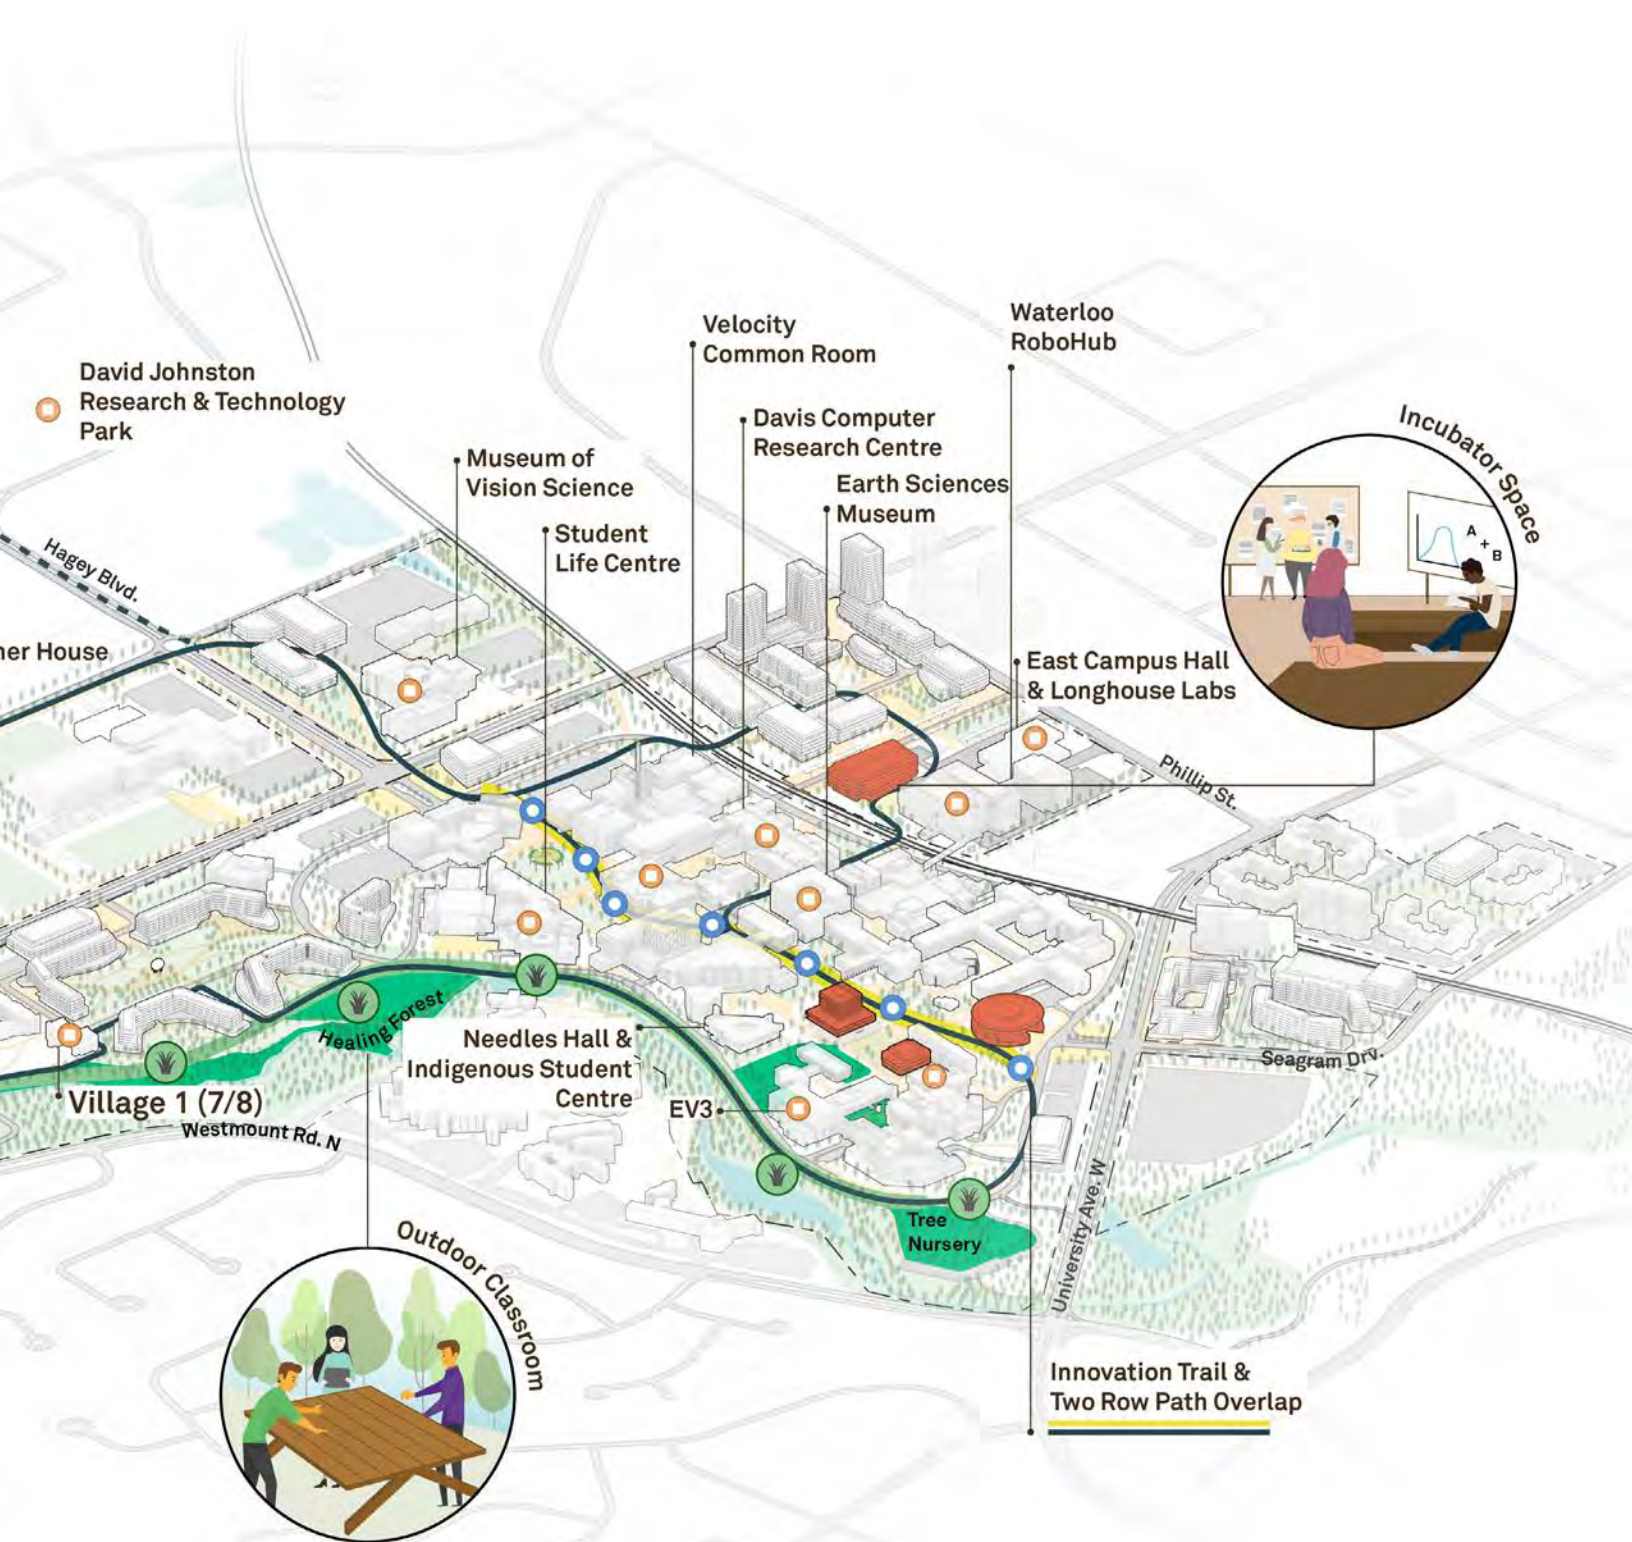 Waterloo
RoboHub
Velocity
Common Room
David Johnston
Research & Technology
Park
Davis Computer
Research Centre
Incubator Space
Museum of
Vision Science
Earth Sciences
Museum
Student
Life Centre
A
+
B
Hagey Blvd.
ner House
East Campus Hall
& Longhouse Labs
Phillip St.
Healing Forest
Needles Hall &
Indigenous Student
Centre
Seagram Drv.
EV3
Village 1 (7/8)
Westmount Rd. N
University Ave. W
Tree
Nursery
Outdoor Classroom
Innovation Trail &
Two Row Path Overlap